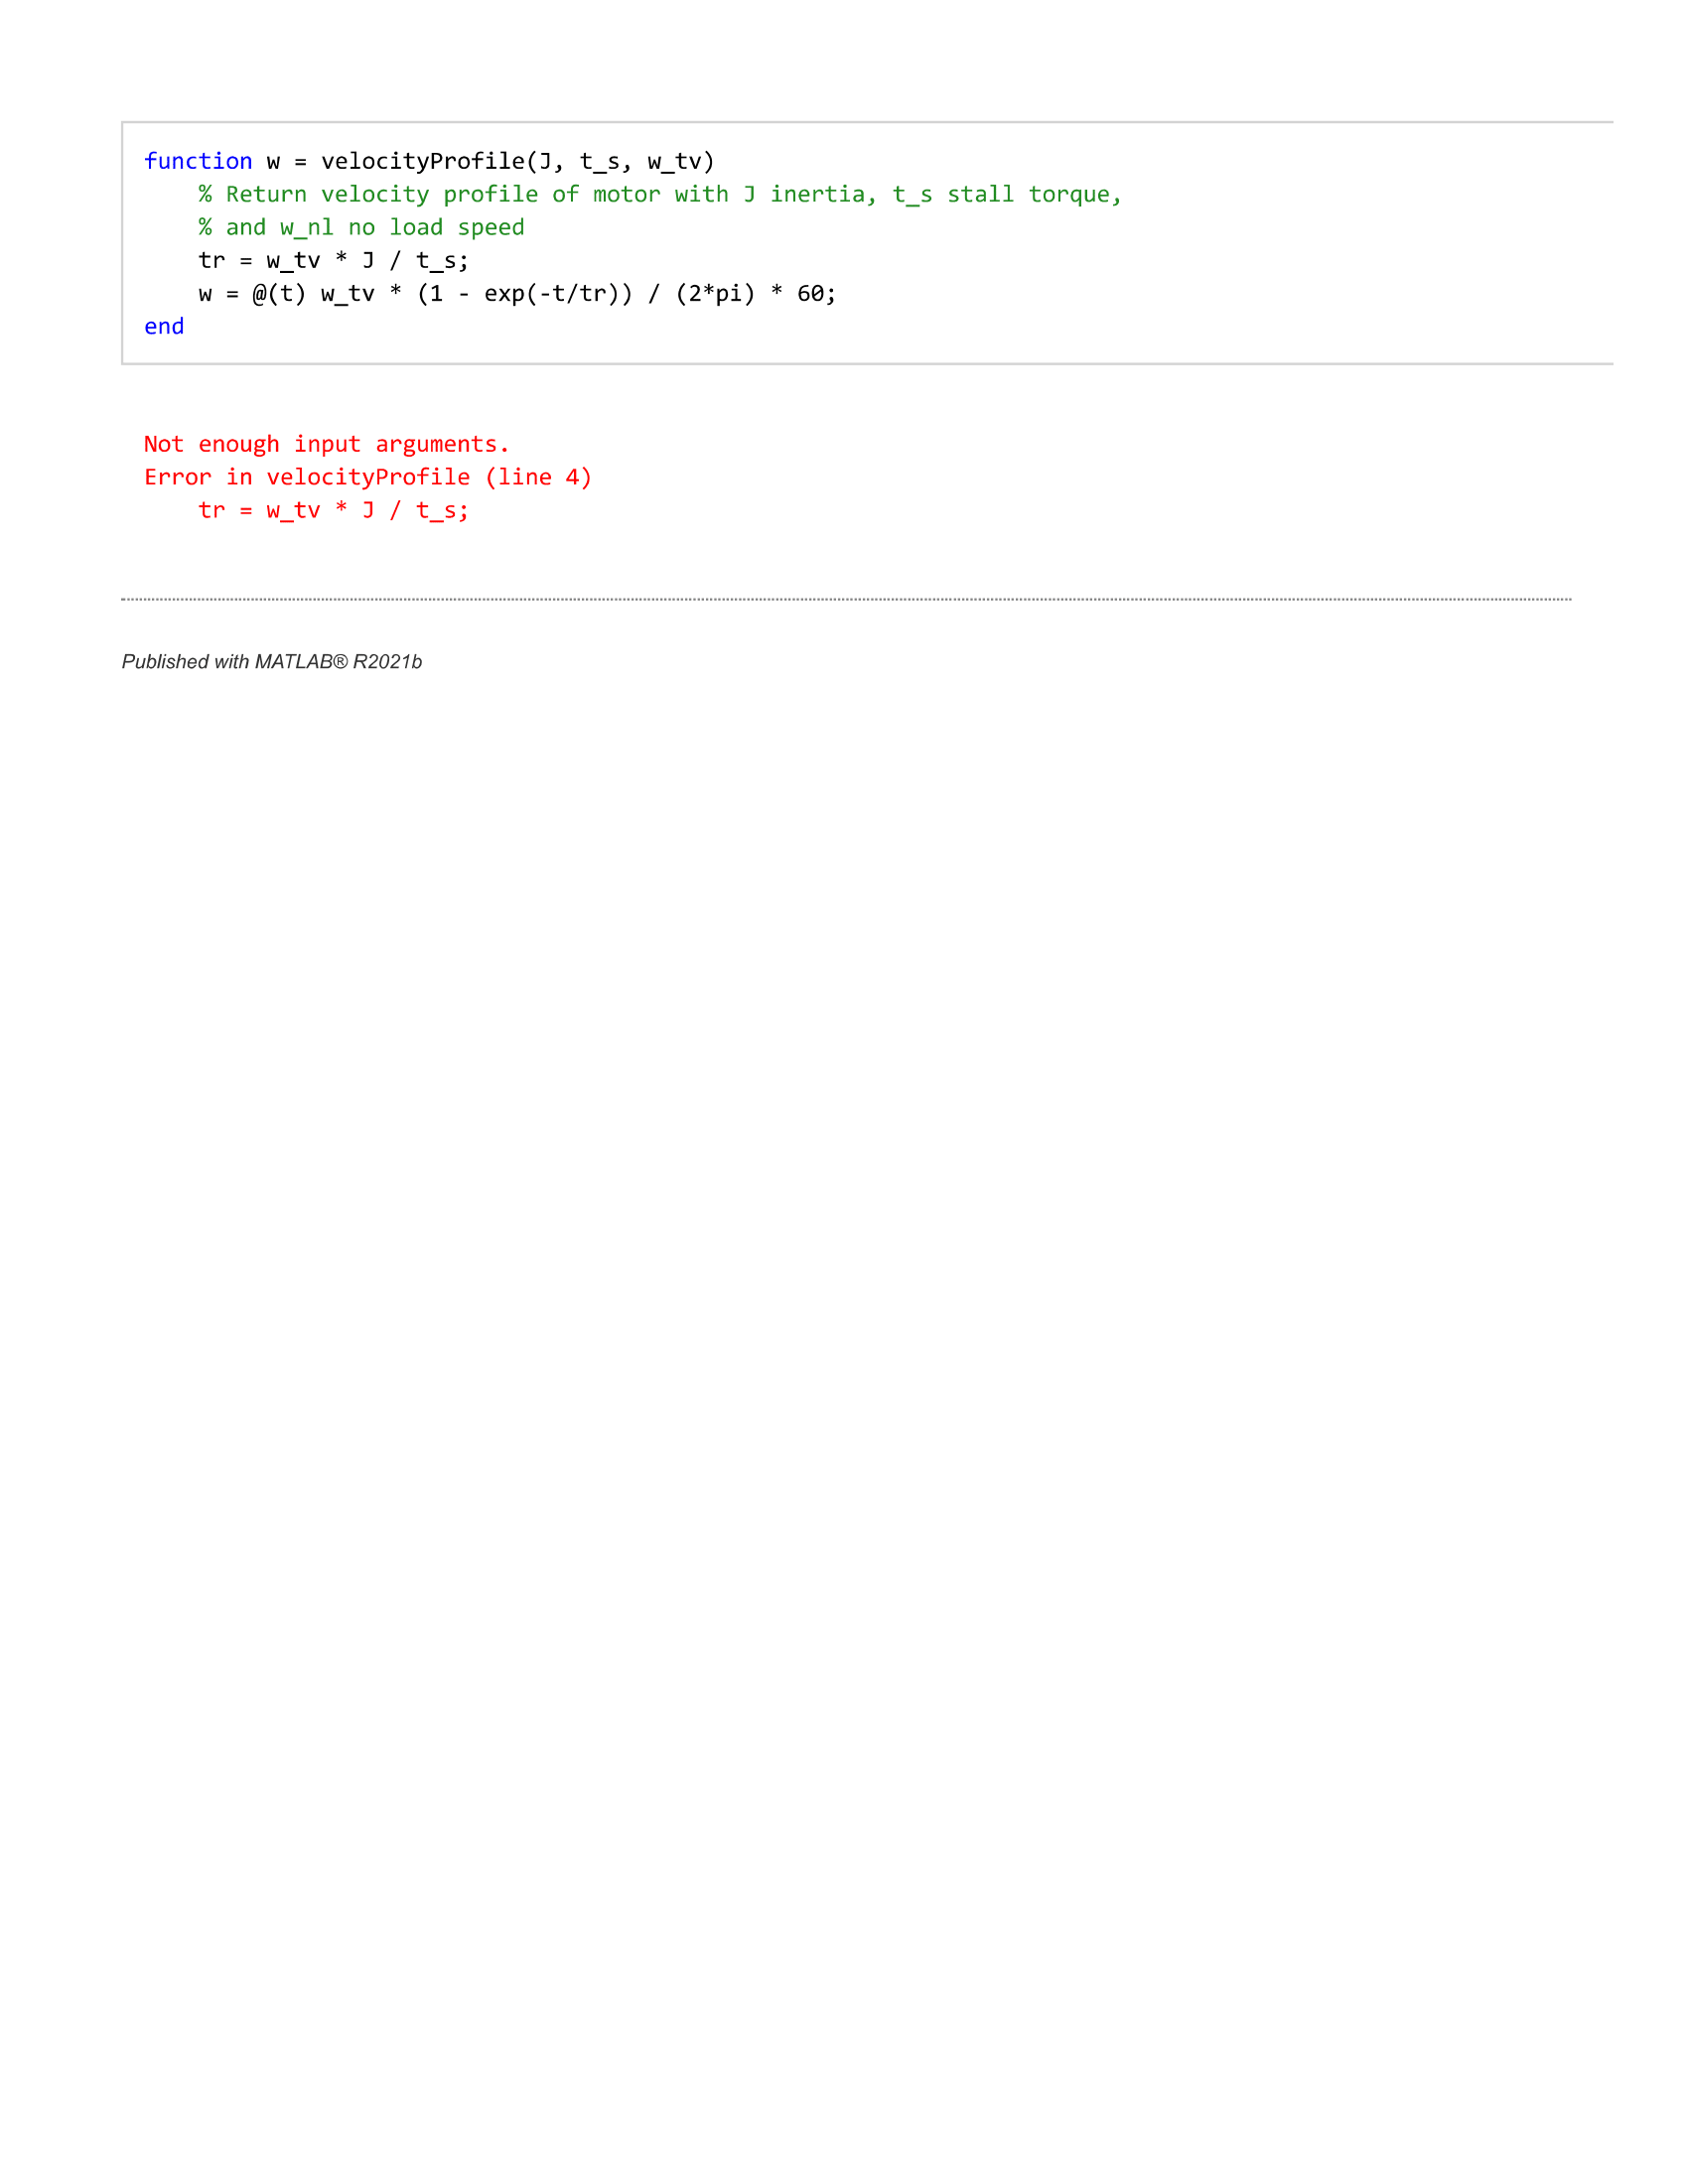 function w = velocityProfile(J, t_s, w_tv)
    % Return velocity profile of motor with J inertia, t_s stall torque,
    % and w_nl no load speed
    tr = w_tv * J / t_s;
    w = @(t) w_tv * (1 - exp(-t/tr)) / (2*pi) * 60;
end
Not enough input arguments.
Error in velocityProfile (line 4)
    tr = w_tv * J / t_s;
Published with MATLAB® R2021b